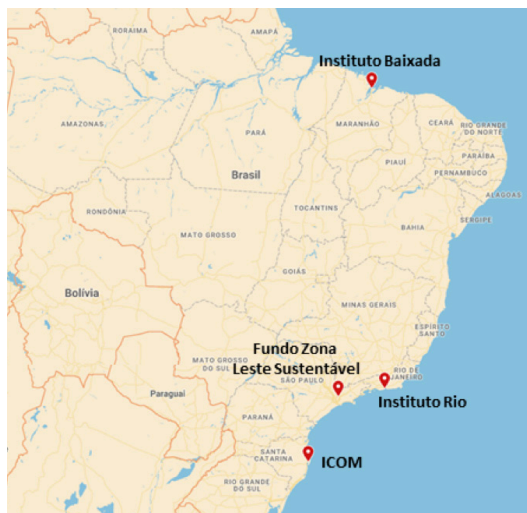 RORAIMA
AMAPÁ
Instituto Baixada
AMAZONAS
PARÁ
MARANHÃO
CEARÁ
RIO GRANDE
DO NORTE
PARAÍBA
PIAUÍ
PERNAMBUCO
Brasil
ALAGOAS
TOCANTINS
SERGIPE
RONDÔNIA
BAHIA
MATO GROSSO
GOIÁS
Bolívia
MINAS GERAIS
ESPÍRITO
SANTO
Fundo Zona
Leste Sustentável
MATO GROSSO
DO SUL
SÃO PAULO
RIO DE
JANEIRO
Instituto Rio
Paraguai
PARANÁ
SANTA
CATARINA
ICOM
RIO GRANDE
DO SUL